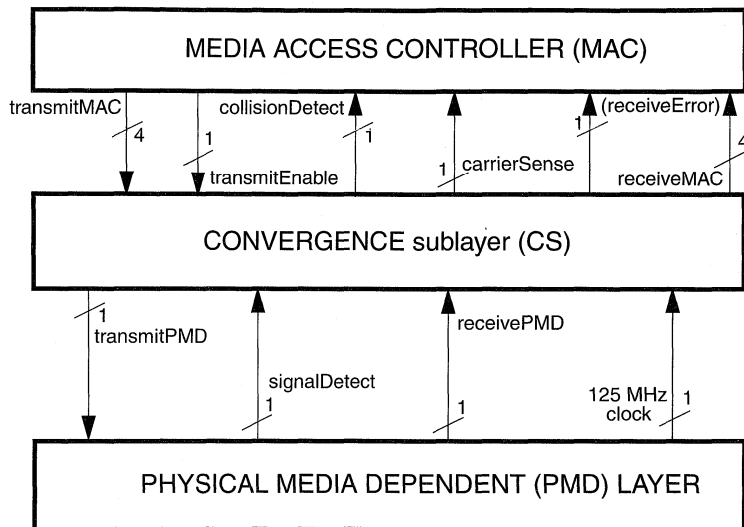 MEDIA ACCESS CONTROLLER (MAC)
transmitMAC
4
1
transmitEnable
collisionDetect
1
1
carrierSense
1
(receiveError)
4
receiveMAC
CONVERGENCE sublayer (CS)
1
transmitPMD
signalDetect
1
receivePMD
1
125 MHz
clock
1
PHYSICAL MEDIA DEPENDENT (PMD) LAYER